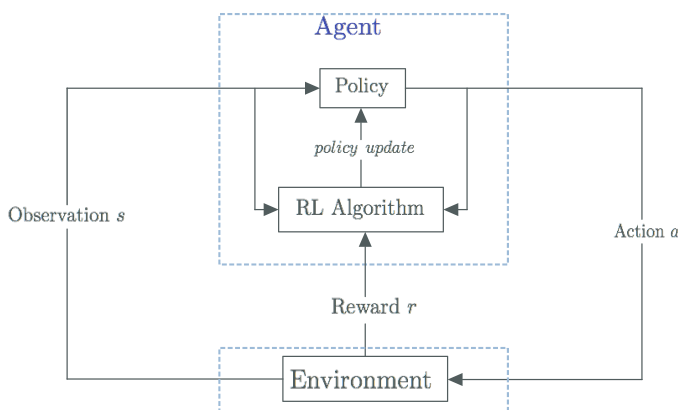 Agent
Policy
policy update
RL Algorithm
Observation s
Action a
Reward r
Environment